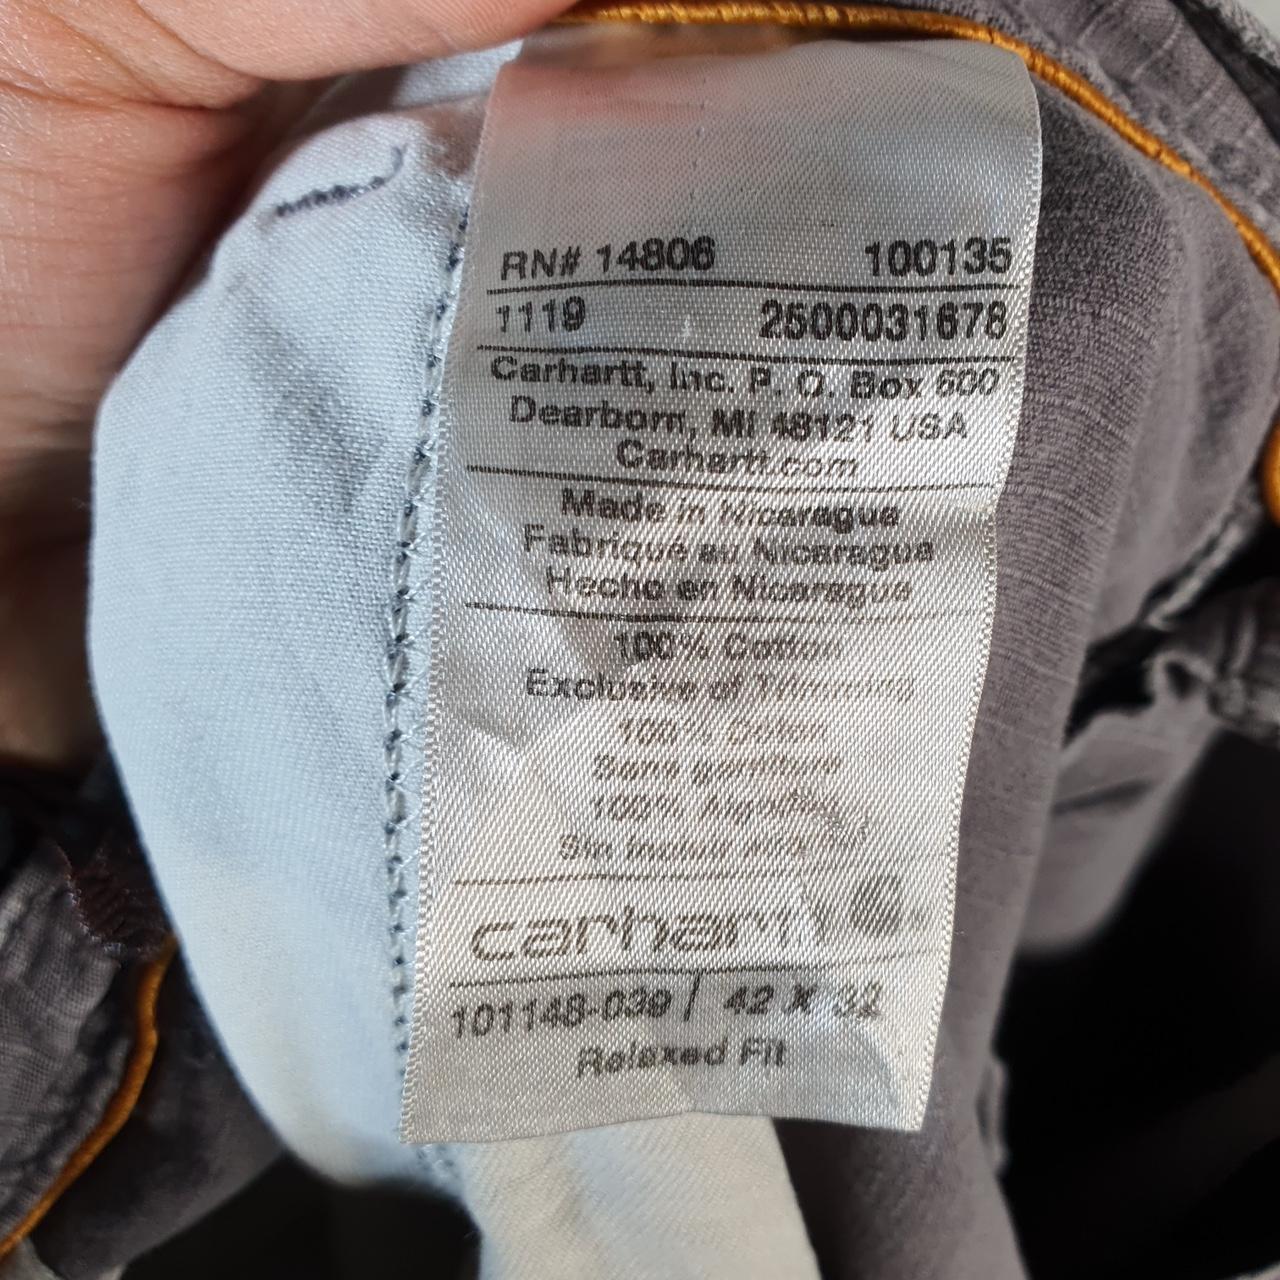 RN# 14806 100135
1119 2500031678
Carhartt, Inc. P. O. Box 600
Dearborn, MI 48121 USA
Carhartt.com
Made in Nicaragua
Fabriqué au Nicaragua
Hecho en Nicaragua
100% Cotton
Exclusive of Trimming
100% Coton
Sans garniture
100% Algodón
Sin
carhartt
101148-039 / 42 X 32
Relaxed Fit